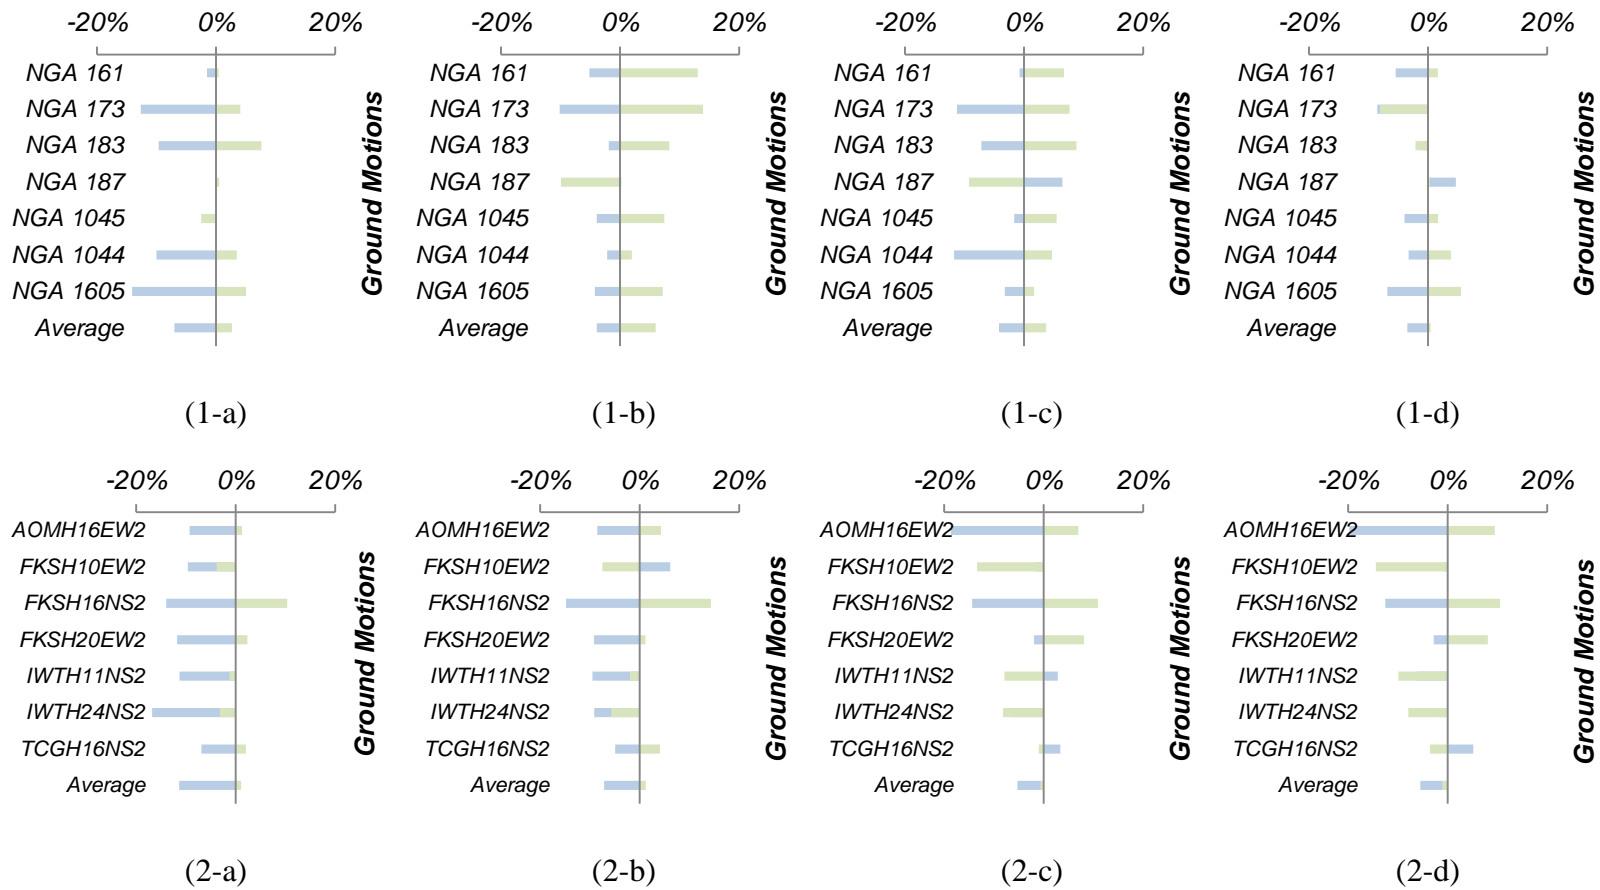 -20% 0% 20%
NGA 161
NGA 173
NGA 183
NGA 187
NGA 1045
NGA 1044
NGA 1605
Average
Ground Motions
(1-a)
-20% 0% 20%
NGA 161
NGA 173
NGA 183
NGA 187
NGA 1045
NGA 1044
NGA 1605
Average
Ground Motions
(1-b)
-20% 0% 20%
NGA 161
NGA 173
NGA 183
NGA 187
NGA 1045
NGA 1044
NGA 1605
Average
Ground Motions
(1-c)
-20% 0% 20%
NGA 161
NGA 173
NGA 183
NGA 187
NGA 1045
NGA 1044
NGA 1605
Average
Ground Motions
(1-d)
-20% 0% 20%
AOMH16EW2
FKSH10EW2
FKSH16NS2
FKSH20EW2
IWTH11NS2
IWTH24NS2
TCGH16NS2
Average
Ground Motions
(2-a)
-20% 0% 20%
AOMH16EW2
FKSH10EW2
FKSH16NS2
FKSH20EW2
IWTH11NS2
IWTH24NS2
TCGH16NS2
Average
Ground Motions
(2-b)
-20% 0% 20%
AOMH16EW2
FKSH10EW2
FKSH16NS2
FKSH20EW2
IWTH11NS2
IWTH24NS2
TCGH16NS2
Average
Ground Motions
(2-c)
-20% 0% 20%
AOMH16EW2
FKSH10EW2
FKSH16NS2
FKSH20EW2
IWTH11NS2
IWTH24NS2
TCGH16NS2
Average
Ground Motions
(2-d)